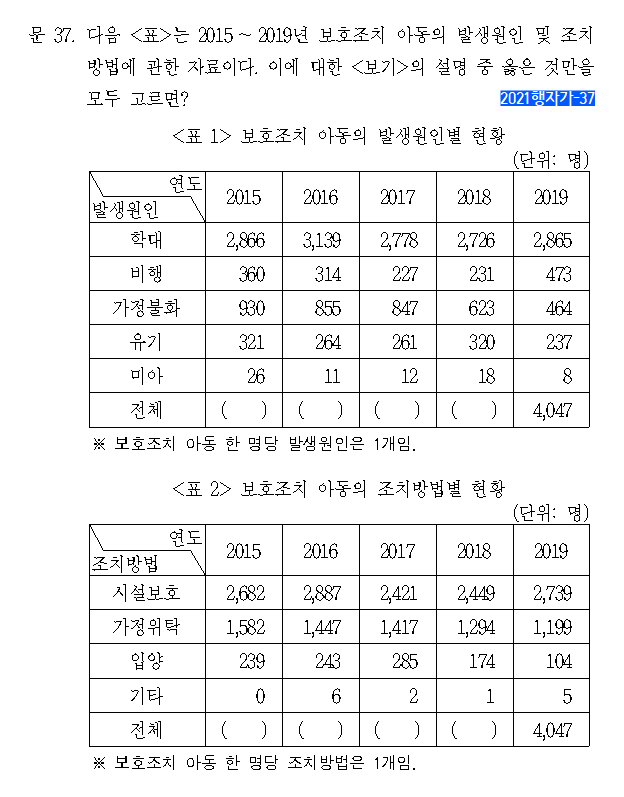 문 37. 다음 <표>는 2015 ~ 2019년 보호조치 아동의 발생원인 및 조치
방법에 관한 자료이다. 이에 대한 <보기>의 설명 중 옳은 것만을
모두 고르면? 2021행자가-37
<표 1> 보호조치 아동의 발생원인별 현황
(단위: 명)
연도
발생원인 2015 2016 2017 2018 2019
학대 2,866 3,139 2,778 2,726 2,865
비행 360 314 227 231 473
가정불화 930 855 847 623 464
유기 321 264 261 320 237
미아 26 11 12 18 8
전체 ( ) ( ) ( ) ( ) 4,047
※ 보호조치 아동 한 명당 발생원인은 1개임.
<표 2> 보호조치 아동의 조치방법별 현황
(단위: 명)
연도
조치방법 2015 2016 2017 2018 2019
시설보호 2,682 2,887 2,421 2,449 2,739
가정위탁 1,582 1,447 1,417 1,294 1,199
입양 239 243 285 174 104
기타 0 6 2 1 5
전체 ( ) ( ) ( ) ( ) 4,047
※ 보호조치 아동 한 명당 조치방법은 1개임.